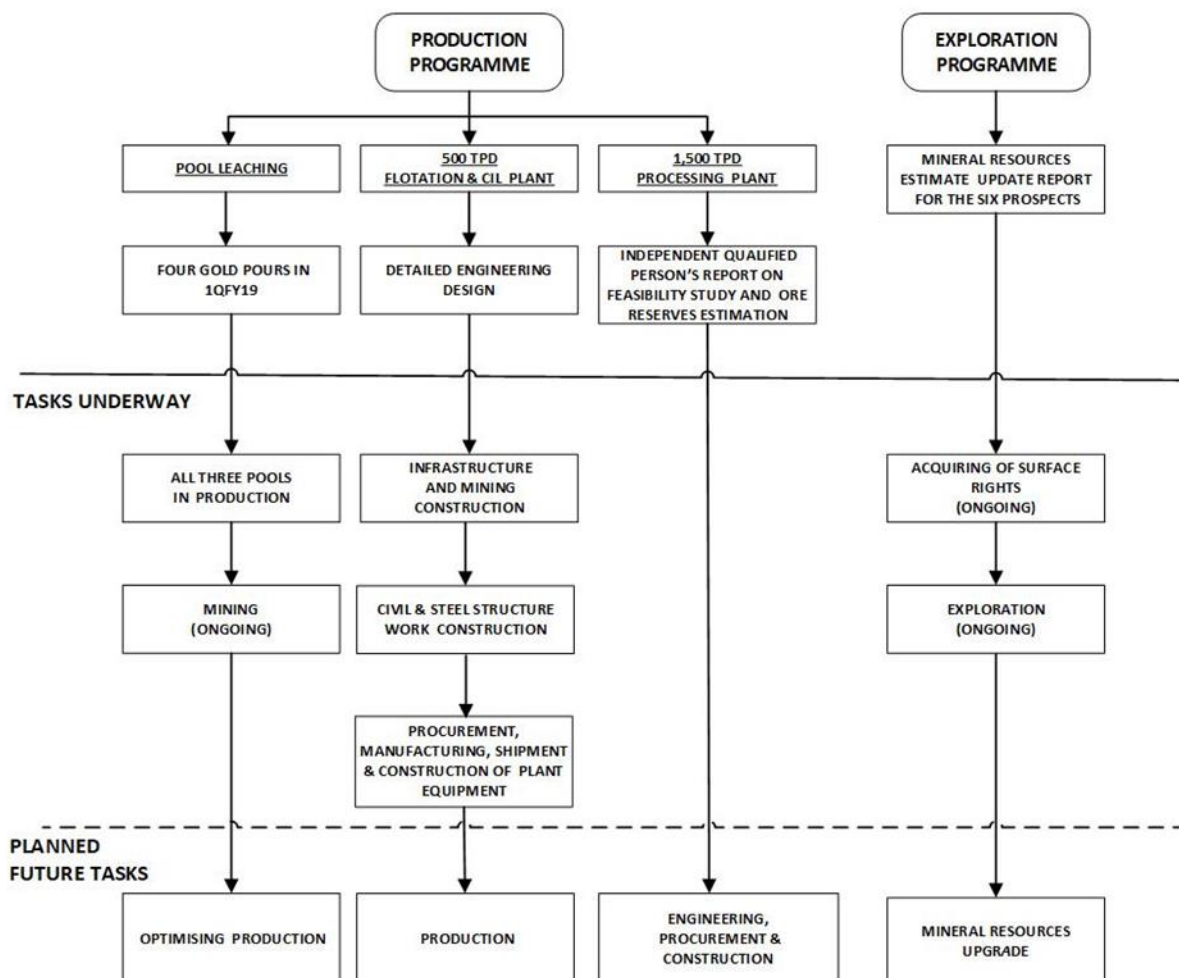 PRODUCTION
PROGRAMME
EXPLORATION
PROGRAMME
POOL LEACHING
500 TPD
FLOTATION & CIL PLANT
1,500 TPD
PROCESSING PLANT
MINERAL RESOURCES
ESTIMATE UPDATE REPORT
FOR THE SIX PROSPECTS
FOUR GOLD POURS IN
1QFY19
DETAILED ENGINEERING
DESIGN
INDEPENDENT QUALIFIED
PERSON'S REPORT ON
FEASIBILITY STUDY AND ORE
RESERVES ESTIMATION
TASKS UNDERWAY
ALL THREE POOLS
IN PRODUCTION
INFRASTRUCTURE
AND MINING
CONSTRUCTION
ACQUIRING OF SURFACE
RIGHTS
(ONGOING)
MINING
(ONGOING)
CIVIL & STEEL STRUCTURE
WORK CONSTRUCTION
EXPLORATION
(ONGOING)
PROCUREMENT,
MANUFACTURING, SHIPMENT
& CONSTRUCTION OF PLANT
EQUIPMENT
PLANNED
FUTURE TASKS
OPTIMISING PRODUCTION
PRODUCTION
ENGINEERING,
PROCUREMENT &
CONSTRUCTION
MINERAL RESOURCES
UPGRADE